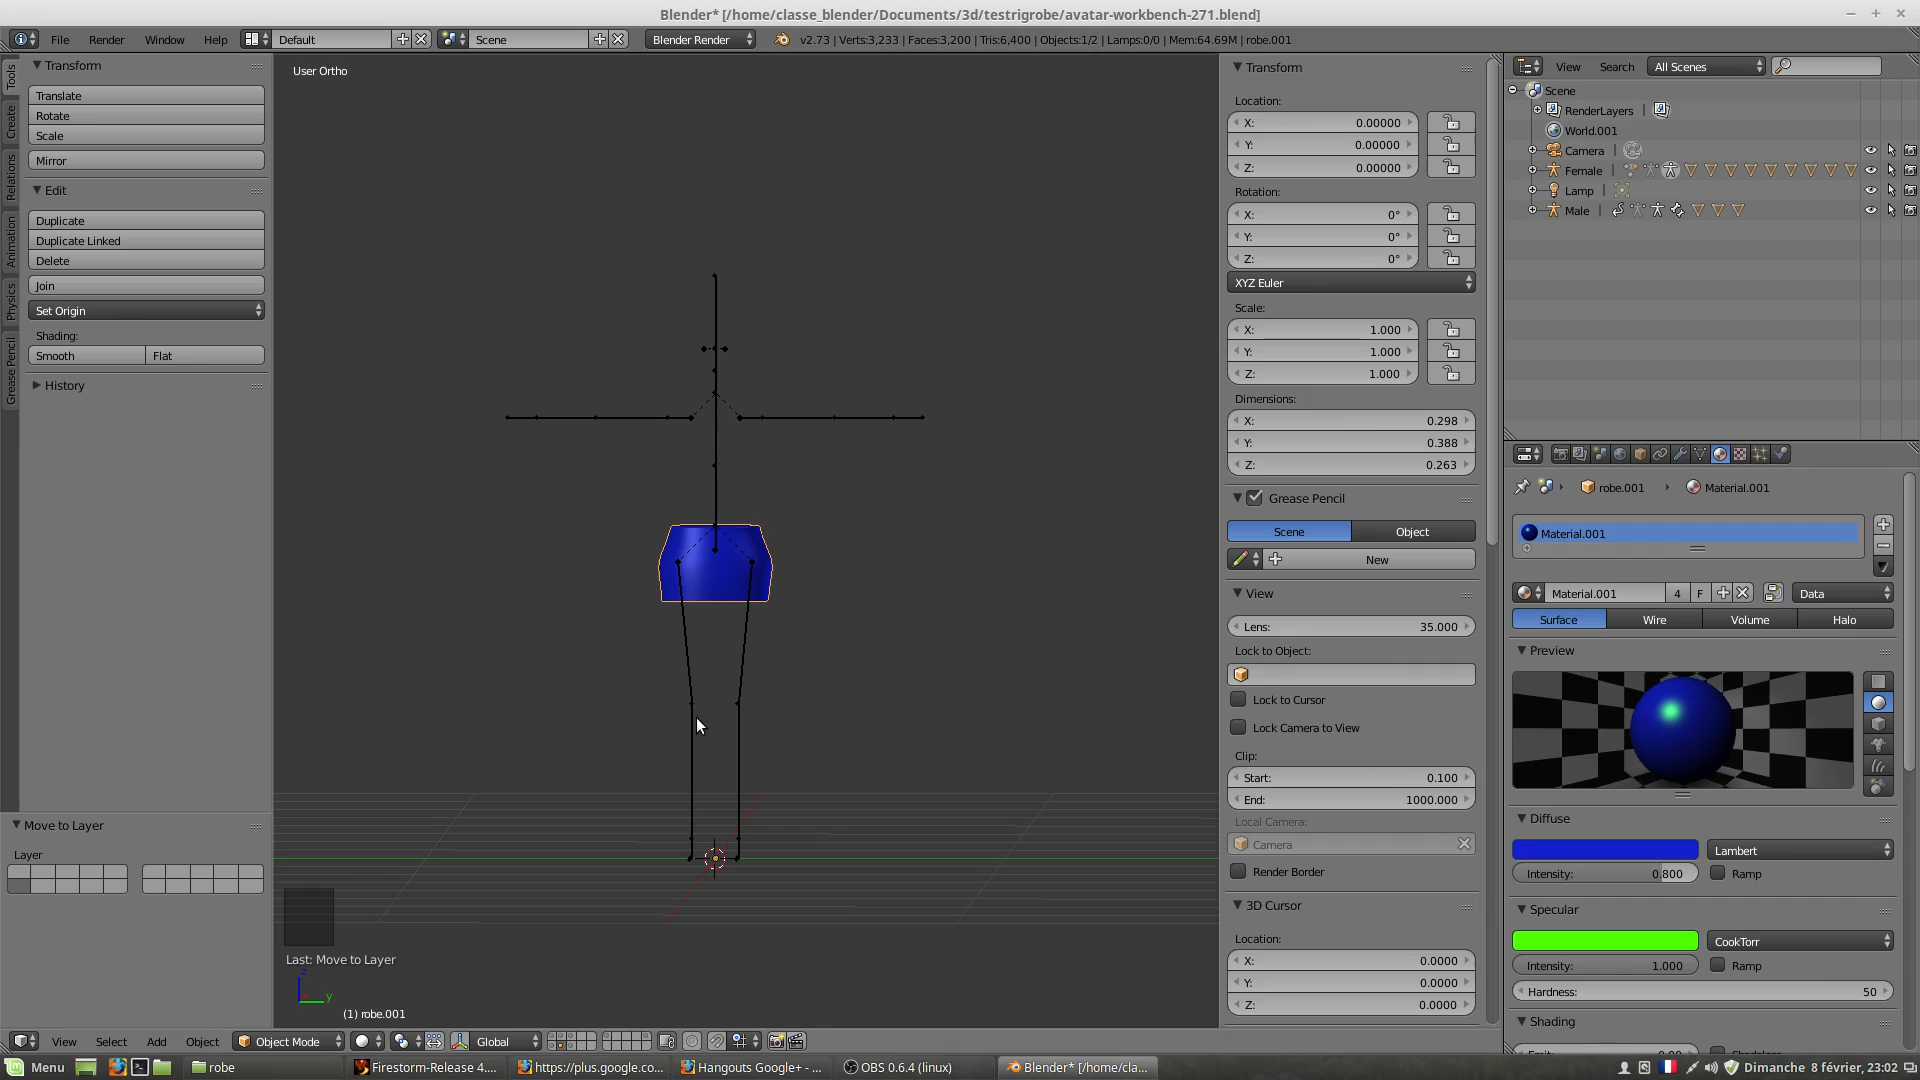 Blender* [/home/classe_blender/Documents/3d/testrigrobe/avatar-workbench-271.blend]
File Render Window Help Default Scene Blender Render v2.73 | Verts:3,233 | Faces:3,200 | Tris:6,400 | Objects:1/2 | Lamps:0/0 | Mem:64.69M | robe.001
Tools
Create
Relations
Animation
Physics
Grease Pencil
Transform
Translate
Rotate
Scale
Mirror
Edit
Duplicate
Duplicate Linked
Delete
Join
Set Origin
Shading:
Smooth Flat
History
Move to Layer
Layer
User Ortho
Last: Move to Layer
z
y
(1) robe.001
Transform
Location:
X: 0.00000
Y: 0.00000
Z: 0.00000
Rotation:
X: 0°
Y: 0°
Z: 0°
XYZ Euler
Scale:
X: 1.000
Y: 1.000
Z: 1.000
Dimensions:
X: 0.298
Y: 0.388
Z: 0.263
Grease Pencil
Scene Object
New
View
Lens: 35.000
Lock to Object:
Lock to Cursor
Lock Camera to View
Clip:
Start: 0.100
End: 1000.000
Local Camera:
Camera
Render Border
3D Cursor
Location:
X: 0.0000
Y: 0.0000
Z: 0.0000
View Search All Scenes
Scene
RenderLayers |
World.001
Camera |
Female |
Lamp |
Male |
robe.001 Material.001
Material.001
Material.001 4 F Data
Surface Wire Volume Halo
Preview
Diffuse
Lambert
Intensity: 0.800 Ramp
Specular
CookTorr
Intensity: 1.000 Ramp
Hardness: 50
Shading
View Select Add Object Object Mode Global
Menu robe Firestorm-Release 4.... https://plus.google.co... Hangouts Google+ - ... OBS 0.6.4 (linux) Blender* [/home/cla... Dimanche 8 février, 23:02